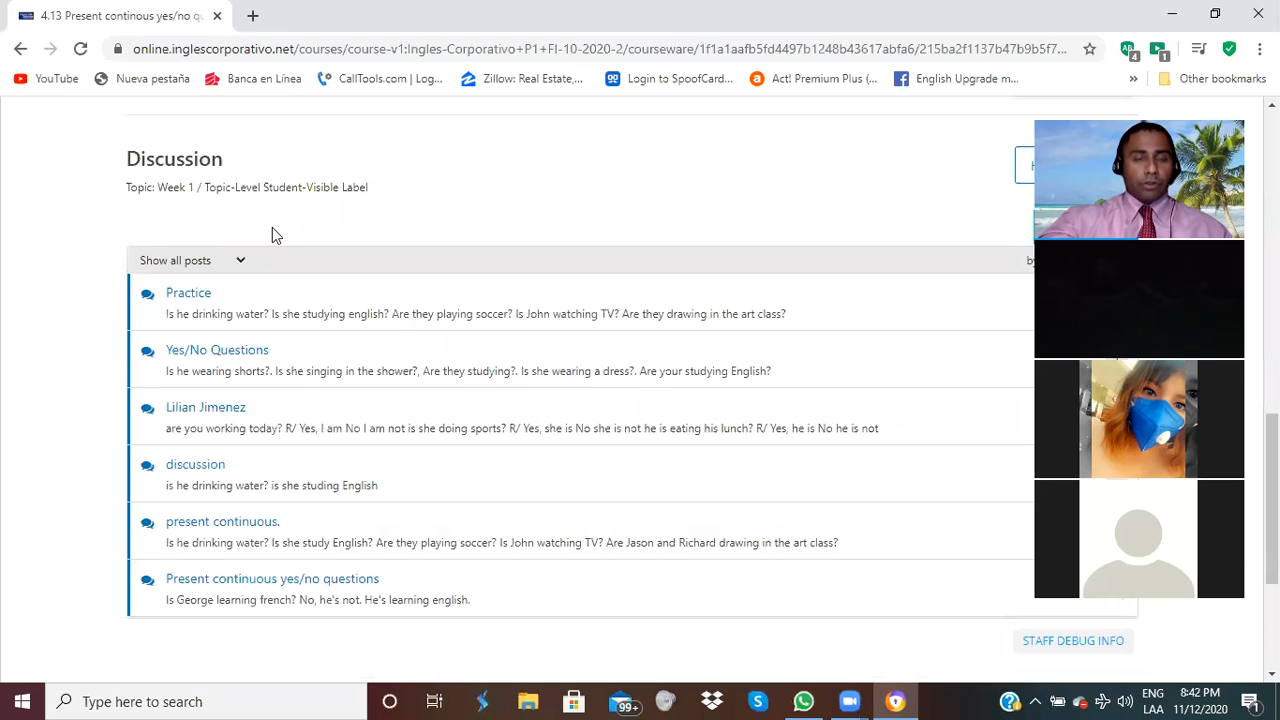 4.13 Present continous yes/no qu
online.inglescorporativo.net/courses/course-v1:Ingles-Corporativo+P1+FI-10-2020-2/courseware/1f1a1aafb5fd4497b1248b43617abfa6/215ba2f1137b47b9b5f7...
4
1
YouTube
Nueva pestaña
Banca en Línea
CallTools.com | Log...
Zillow: Real Estate,...
Login to SpoofCard...
Act! Premium Plus (...
English Upgrade m...
»
Other bookmarks
Discussion
Topic: Week 1 / Topic-Level Student-Visible Label
Show all posts
by
Practice
Is he drinking water? Is she studying english? Are they playing soccer? Is John watching TV? Are they drawing in the art class?
Yes/No Questions
Is he wearing shorts?. Is she singing in the shower?, Are they studying?. Is she wearing a dress?. Are your studying English?
Lilian Jimenez
are you working today? R/ Yes, I am No I am not is she doing sports? R/ Yes, she is No she is not he is eating his lunch? R/ Yes, he is No he is not
discussion
is he drinking water? is she studing English
present continuous.
Is he drinking water? Is she study English? Are they playing soccer? Is John watching TV? Are Jason and Richard drawing in the art class?
Present continuous yes/no questions
Is George learning french? No, he's not. He's learning english.
STAFF DEBUG INFO
Type here to search
99+
ENG
LAA
8:42 PM
11/12/2020
1